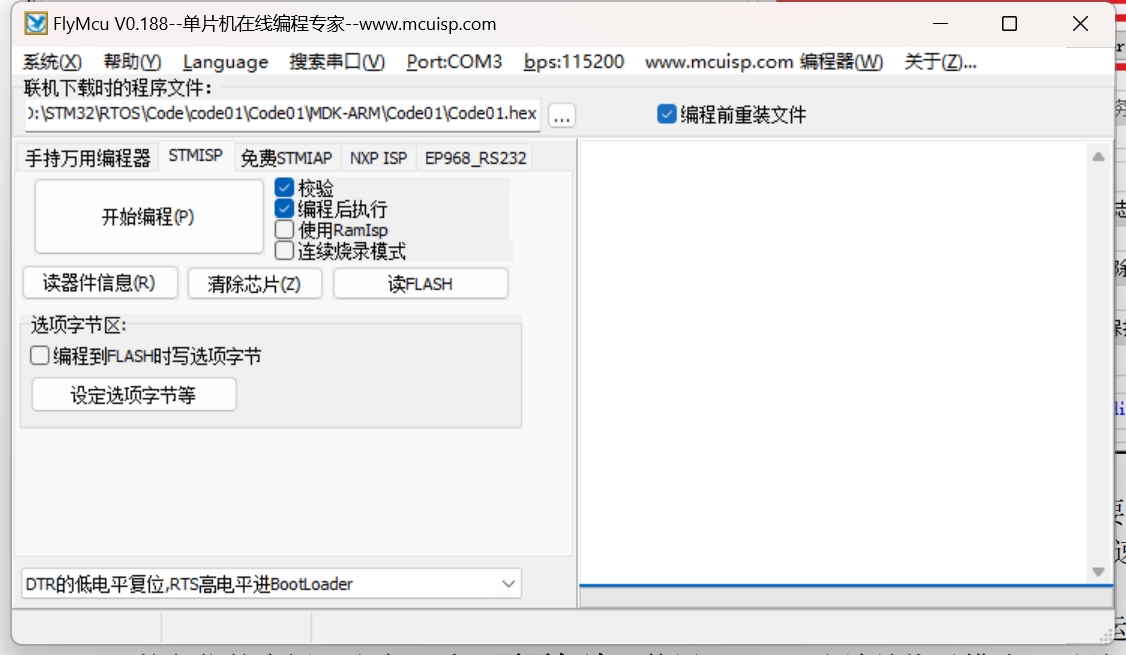 FlyMcu V0.188--单片机在线编程专家--www.mcuisp.com
系统(X) 帮助(Y) Language 搜索串口(V) Port:COM3 bps:115200 www.mcuisp.com 编程器(W) 关于(Z)...
联机下载时的程序文件：
:\STM32\RTOS\Code\code01\Code01\MDK-ARM\Code01\Code01.hex ... 编程前重装文件
手持万用编程器 STMISP 免费STMIAP NXP ISP EP968_RS232
开始编程(P)
校验
编程后执行
使用RamIsp
连续烧录模式
读器件信息(R) 清除芯片(Z) 读FLASH
选项字节区:
编程到FLASH时写选项字节
设定选项字节等
DTR的低电平复位,RTS高电平进BootLoader